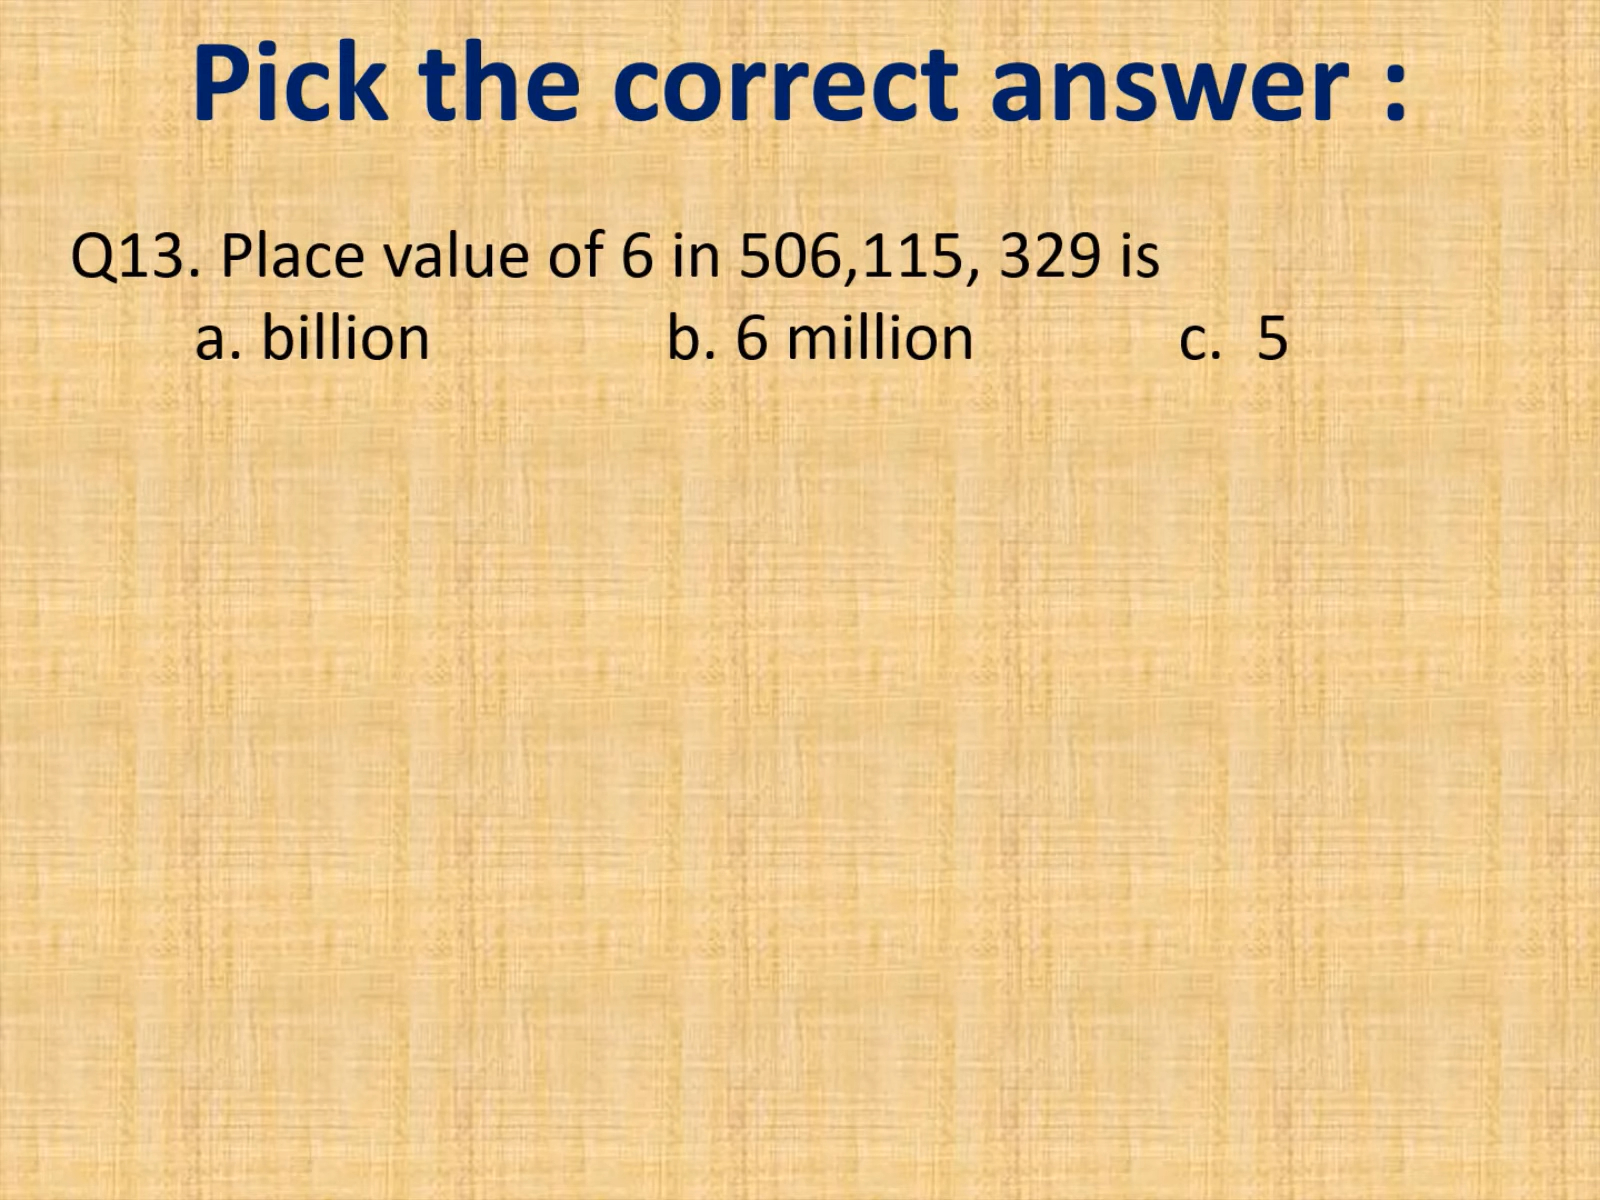 Pick the correct answer :
Q13. Place value of 6 in 506,115, 329 is
a. billion b. 6 million c. 5